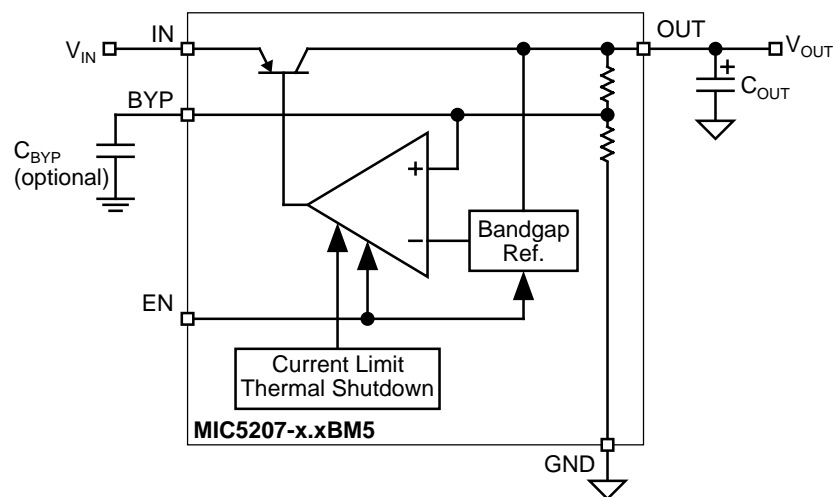 IN
OUT
V_IN
V_OUT
+
C_OUT
BYP
C_BYP
(optional)
+
–
Bandgap
Ref.
EN
Current Limit
Thermal Shutdown
MIC5207-x.xBM5
GND